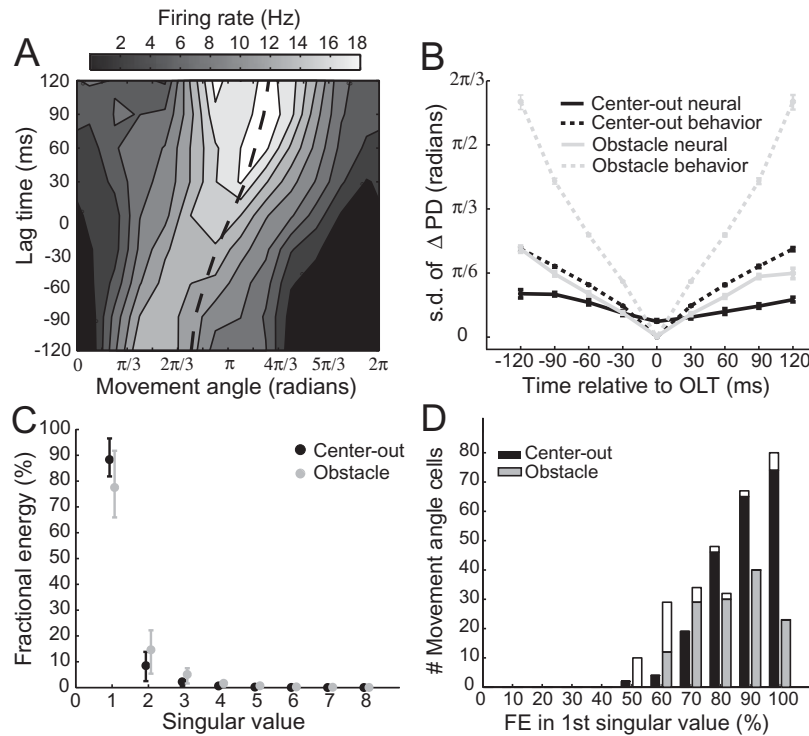 Firing rate (Hz)
2 4 6 8 10 12 14 16 18
A
Lag time (ms)
120
90
60
30
0
-30
-60
-90
-120
0 π/3 2π/3 π 4π/3 5π/3 2π
Movement angle (radians)
B
s.d. of Δ PD (radians)
2π/3
π/2
π/3
π/6
0
Center-out neural
Center-out behavior
Obstacle neural
Obstacle behavior
-120 -90 -60 -30 0 30 60 90 120
Time relative to OLT (ms)
C
Fractional energy (%)
100
90
80
70
60
50
40
30
20
10
0
Center-out
Obstacle
1 2 3 4 5 6 7 8
Singular value
D
# Movement angle cells
80
70
60
50
40
30
20
10
0
Center-out
Obstacle
0 10 20 30 40 50 60 70 80 90 100
FE in 1st singular value (%)